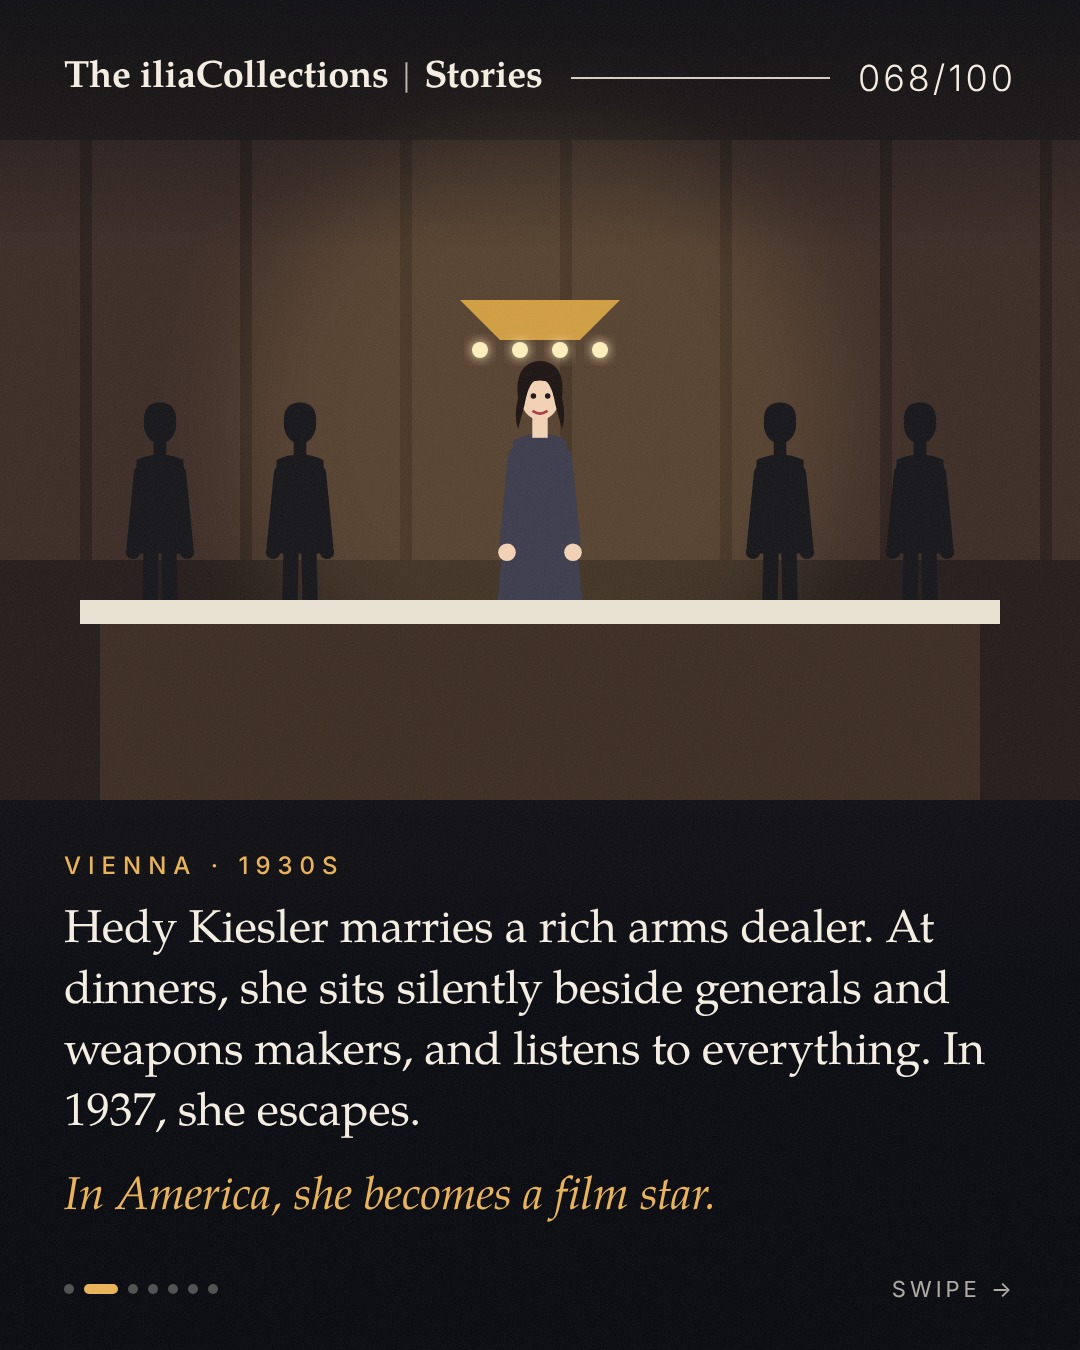 The iliaCollections | Stories 068/100
VIENNA · 1930S
Hedy Kiesler marries a rich arms dealer. At
dinners, she sits silently beside generals and
weapons makers, and listens to everything. In
1937, she escapes.
In America, she becomes a film star.
SWIPE →